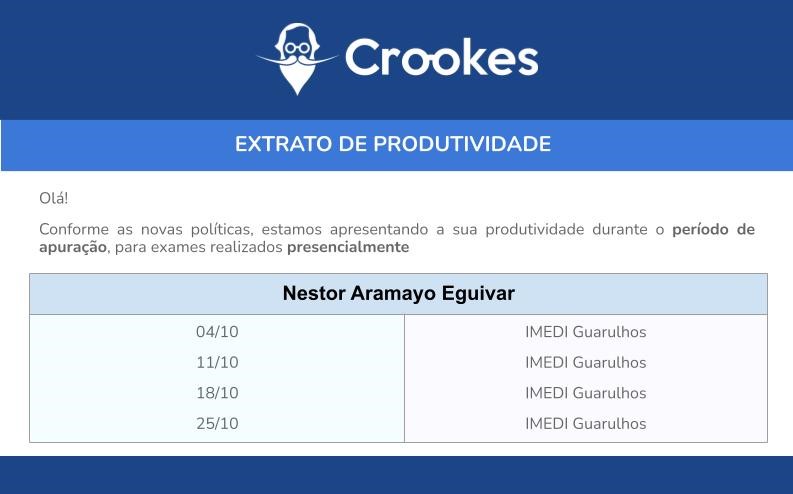 Crookes
EXTRATO DE PRODUTIVIDADE
Olá!
Conforme as novas políticas, estamos apresentando a sua produtividade durante o período de
apuração, para exames realizados presencialmente
Nestor Aramayo Eguivar
04/10 IMEDI Guarulhos
11/10 IMEDI Guarulhos
18/10 IMEDI Guarulhos
25/10 IMEDI Guarulhos